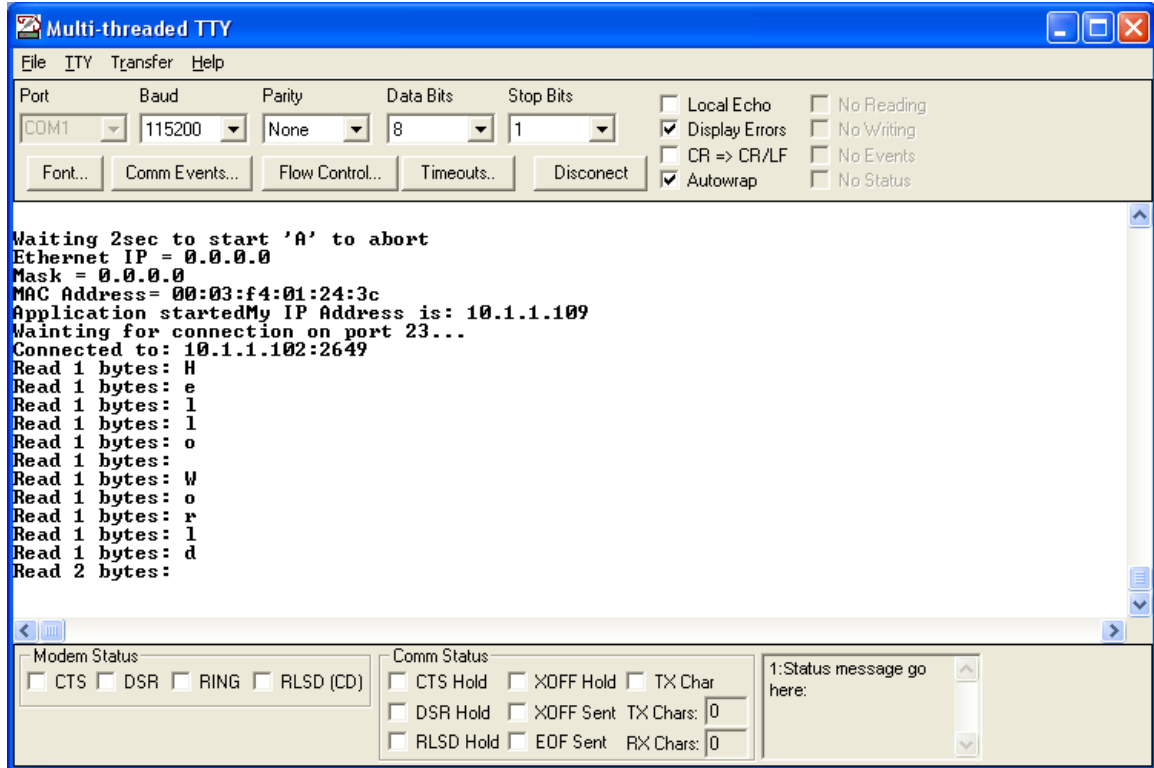 Multi-threaded TTY
File TTY Transfer Help
Port Baud Parity Data Bits Stop Bits
COM1 115200 None 8 1
Local Echo No Reading
Display Errors No Writing
CR => CR/LF No Events
Autowrap No Status
Font... Comm Events... Flow Control... Timeouts.. Disconect
Waiting 2sec to start 'A' to abort
Ethernet IP = 0.0.0.0
Mask = 0.0.0.0
MAC Address= 00:03:f4:01:24:3c
Application startedMy IP Address is: 10.1.1.109
Wainting for connection on port 23...
Connected to: 10.1.1.102:2649
Read 1 bytes: H
Read 1 bytes: e
Read 1 bytes: l
Read 1 bytes: l
Read 1 bytes: o
Read 1 bytes:
Read 1 bytes: W
Read 1 bytes: o
Read 1 bytes: r
Read 1 bytes: l
Read 1 bytes: d
Read 2 bytes:
Modem Status
CTS DSR RING RLSD (CD)
Comm Status
CTS Hold XOFF Hold TX Char
DSR Hold XOFF Sent TX Chars: 0
RLSD Hold EOF Sent RX Chars: 0
1:Status message go
here: